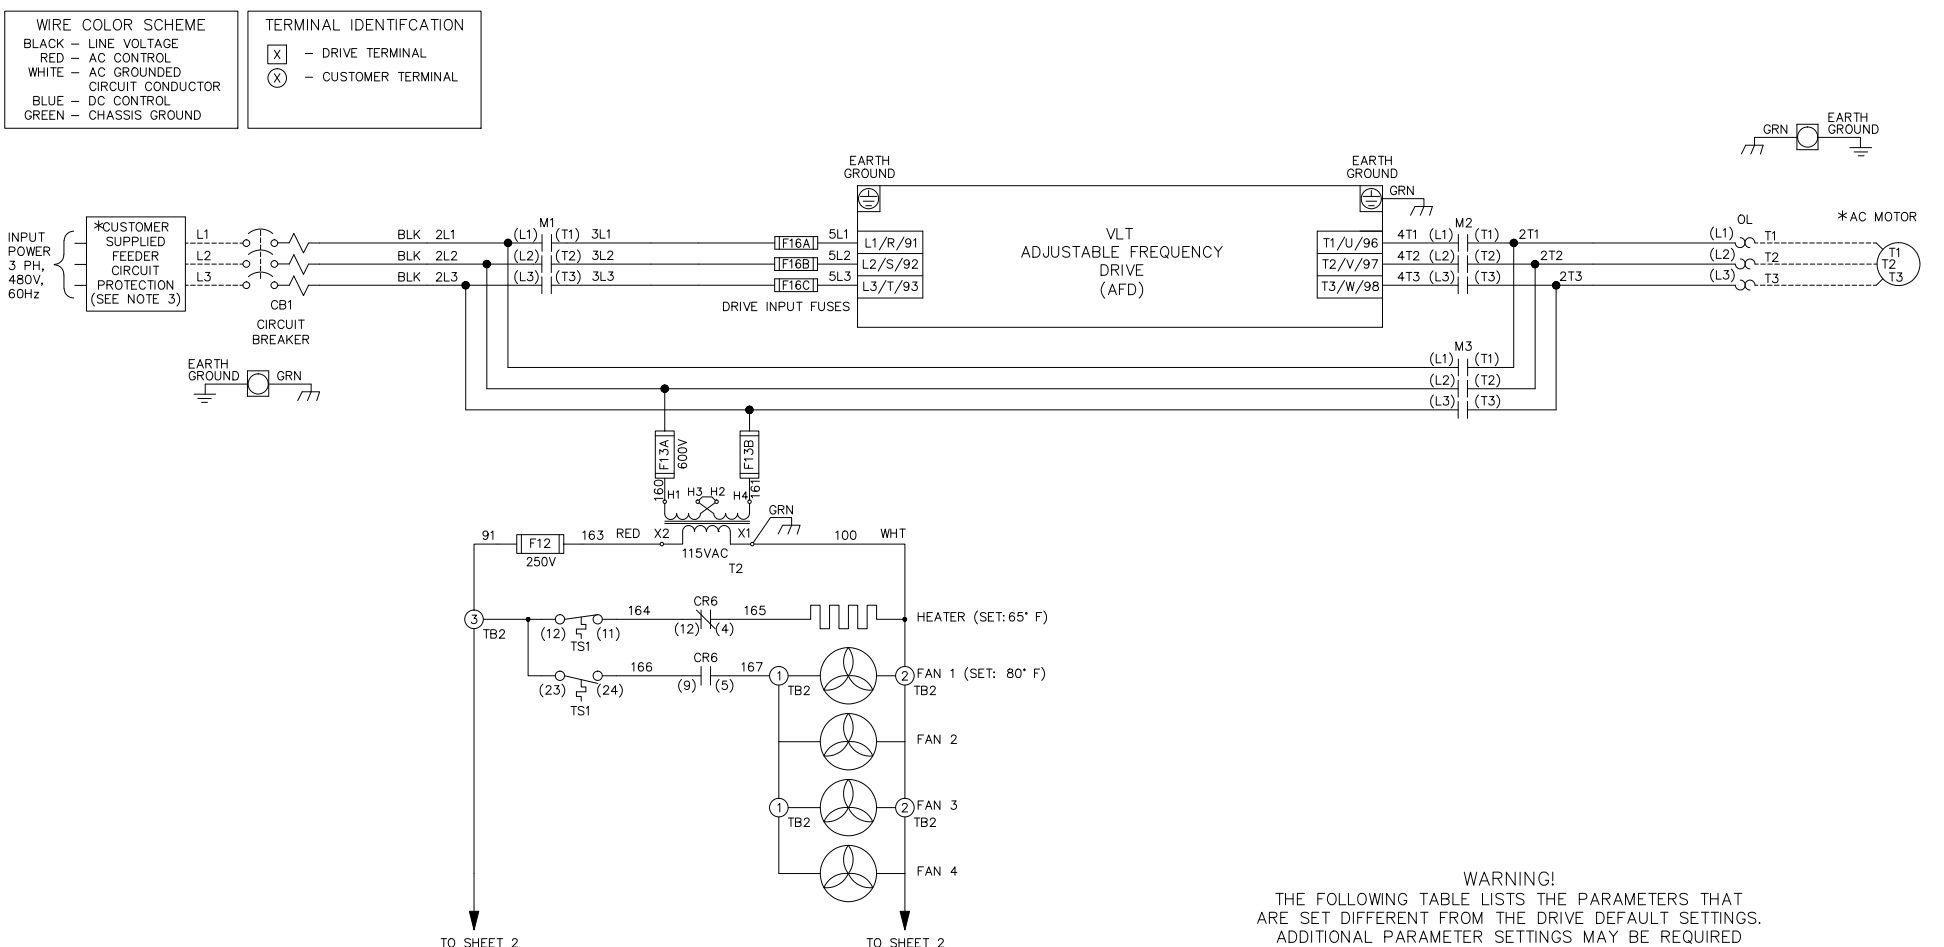 WIRE COLOR SCHEME
BLACK – LINE VOLTAGE
RED – AC CONTROL
WHITE – AC GROUNDED
CIRCUIT CONDUCTOR
BLUE – DC CONTROL
GREEN – CHASSIS GROUND
TERMINAL IDENTIFCATION
X – DRIVE TERMINAL
X – CUSTOMER TERMINAL
GRN
EARTH
GROUND
INPUT
POWER
3 PH,
480V,
60Hz
*CUSTOMER
SUPPLIED
FEEDER
CIRCUIT
PROTECTION
(SEE NOTE 3)
L1
L2
L3
CB1
CIRCUIT
BREAKER
EARTH
GROUND
GRN
BLK 2L1
BLK 2L2
BLK 2L3
M1
(L1) (T1) 3L1
(L2) (T2) 3L2
(L3) (T3) 3L3
F16A 5L1
F16B 5L2
F16C 5L3
DRIVE INPUT FUSES
EARTH
GROUND
L1/R/91
L2/S/92
L3/T/93
VLT
ADJUSTABLE FREQUENCY
DRIVE
(AFD)
EARTH
GROUND
GRN
T1/U/96
T2/V/97
T3/W/98
M2
4T1 (L1) (T1) 2T1
4T2 (L2) (T2) 2T2
4T3 (L3) (T3) 2T3
OL
(L1) T1
(L2) T2
(L3) T3
*AC MOTOR
T1
T2
T3
M3
(L1) (T1)
(L2) (T2)
(L3) (T3)
F13A
600V
F13B
160
161
H1 H3 H2 H4
GRN
91 F12 163 RED X2 X1 100 WHT
250V
115VAC
T2
3
TB2
(12) (11)
TS1
164
CR6
(12) (4)
165
HEATER (SET:65° F)
(23) (24)
TS1
166
CR6
(9) (5)
167
1
TB2
2
TB2
FAN 1 (SET: 80° F)
FAN 2
1
TB2
2
TB2
FAN 3
FAN 4
TO SHEET 2
TO SHEET 2
WARNING!
THE FOLLOWING TABLE LISTS THE PARAMETERS THAT
ARE SET DIFFERENT FROM THE DRIVE DEFAULT SETTINGS.
ADDITIONAL PARAMETER SETTINGS MAY BE REQUIRED